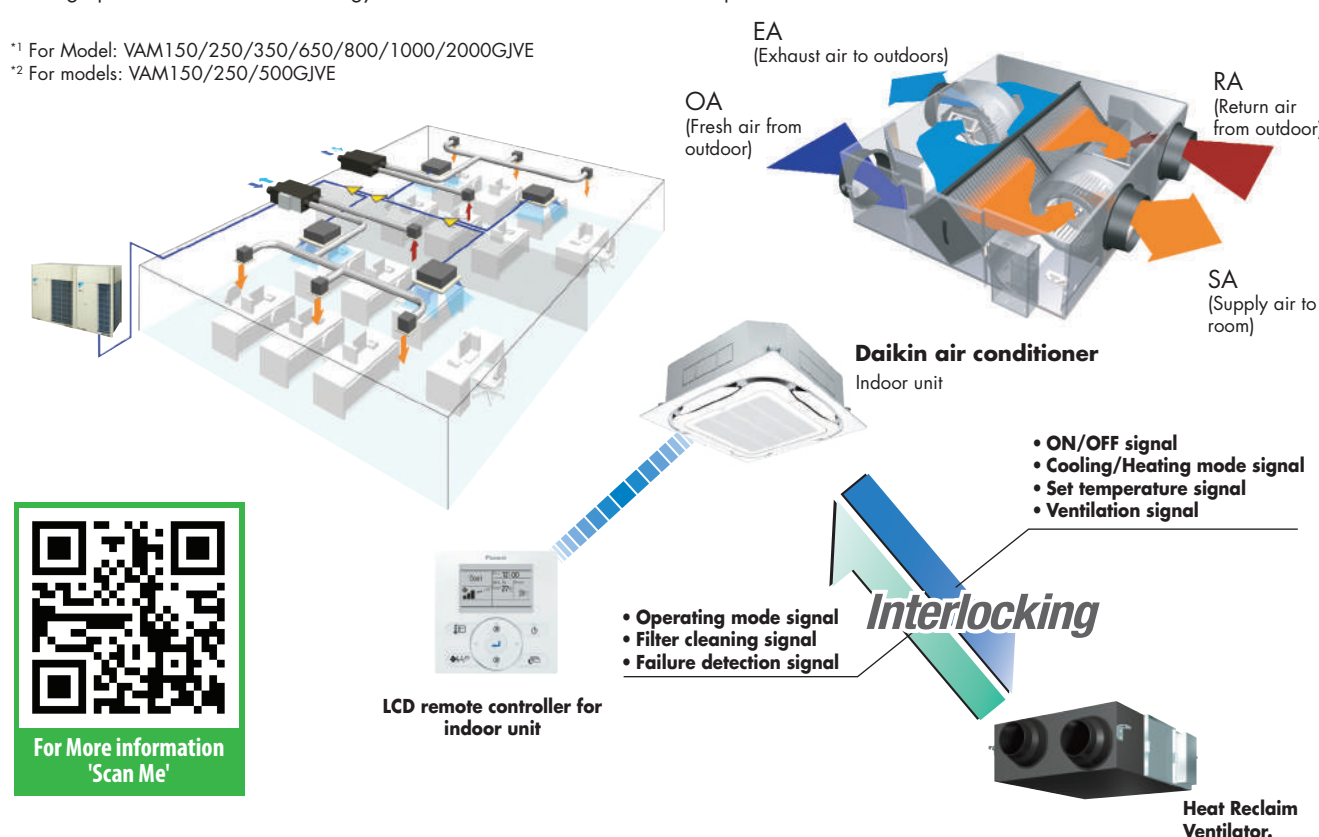 *1 For Model: VAM150/250/350/650/800/1000/2000GJVE
*2 For models: VAM150/250/500GJVE
EA
(Exhaust air to outdoors)
OA
(Fresh air from
outdoor)
RA
(Return air
from outdoor)
SA
(Supply air to
room)
Daikin air conditioner
Indoor unit
• ON/OFF signal
• Cooling/Heating mode signal
• Set temperature signal
• Ventilation signal
Interlocking
• Operating mode signal
• Filter cleaning signal
• Failure detection signal
LCD remote controller for
indoor unit
For More information
'Scan Me'
Heat Reclaim
Ventilator.